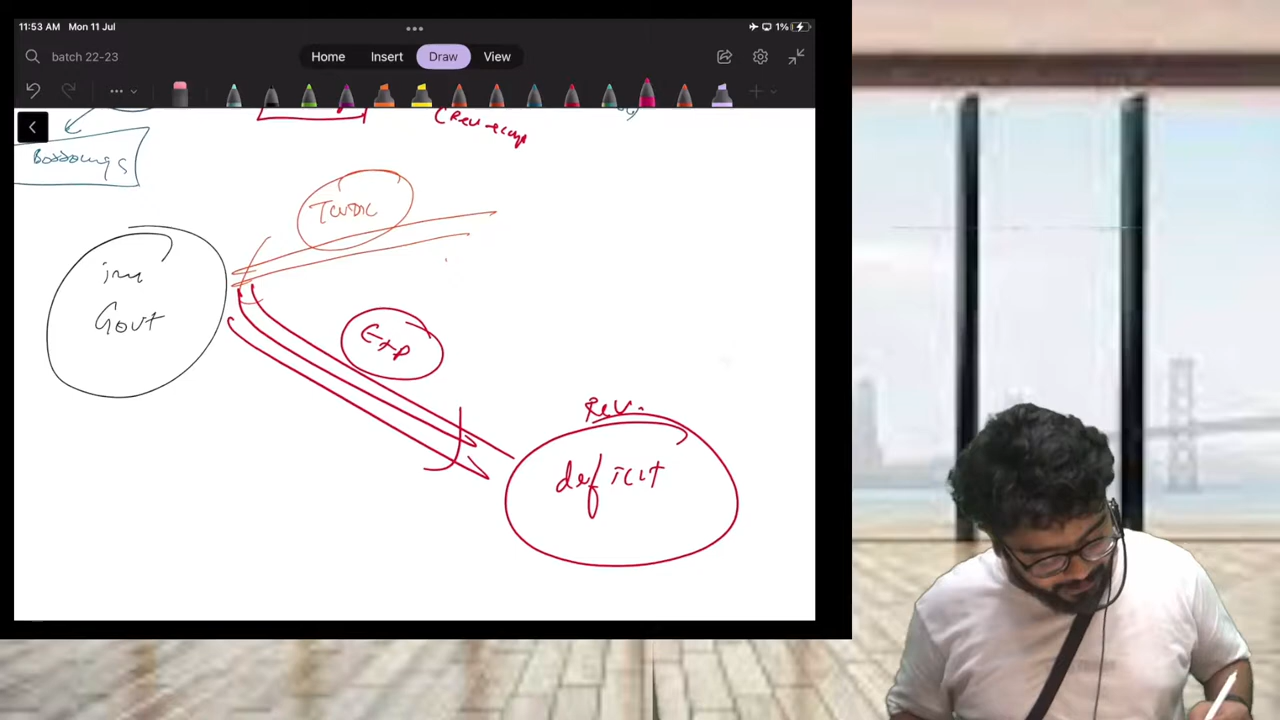 11:53 AM Mon 11 Jul
1%
batch 22-23
Home Insert Draw View
Borrowings
Govt
Exp
Rev.
deficit